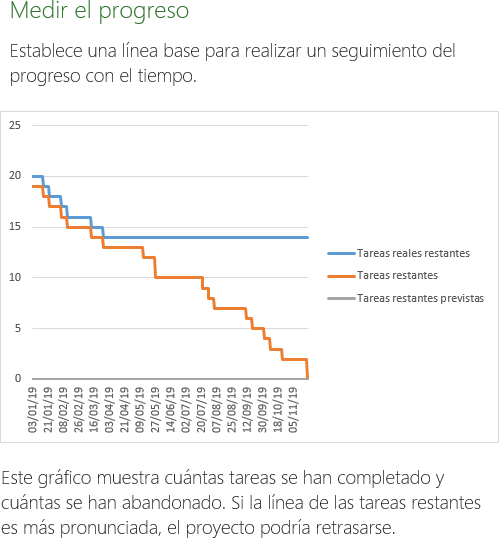 Medir el progreso
Establece una línea base para realizar un seguimiento del
progreso con el tiempo.
25
20
15
10
5
0
Tareas reales restantes
Tareas restantes
Tareas restantes previstas
03/01/19
21/01/19
08/02/19
26/02/19
16/03/19
03/04/19
21/04/19
09/05/19
27/05/19
14/06/19
02/07/19
20/07/19
07/08/19
25/08/19
12/09/19
30/09/19
18/10/19
05/11/19
Este gráfico muestra cuántas tareas se han completado y
cuántas se han abandonado. Si la línea de las tareas restantes
es más pronunciada, el proyecto podría retrasarse.